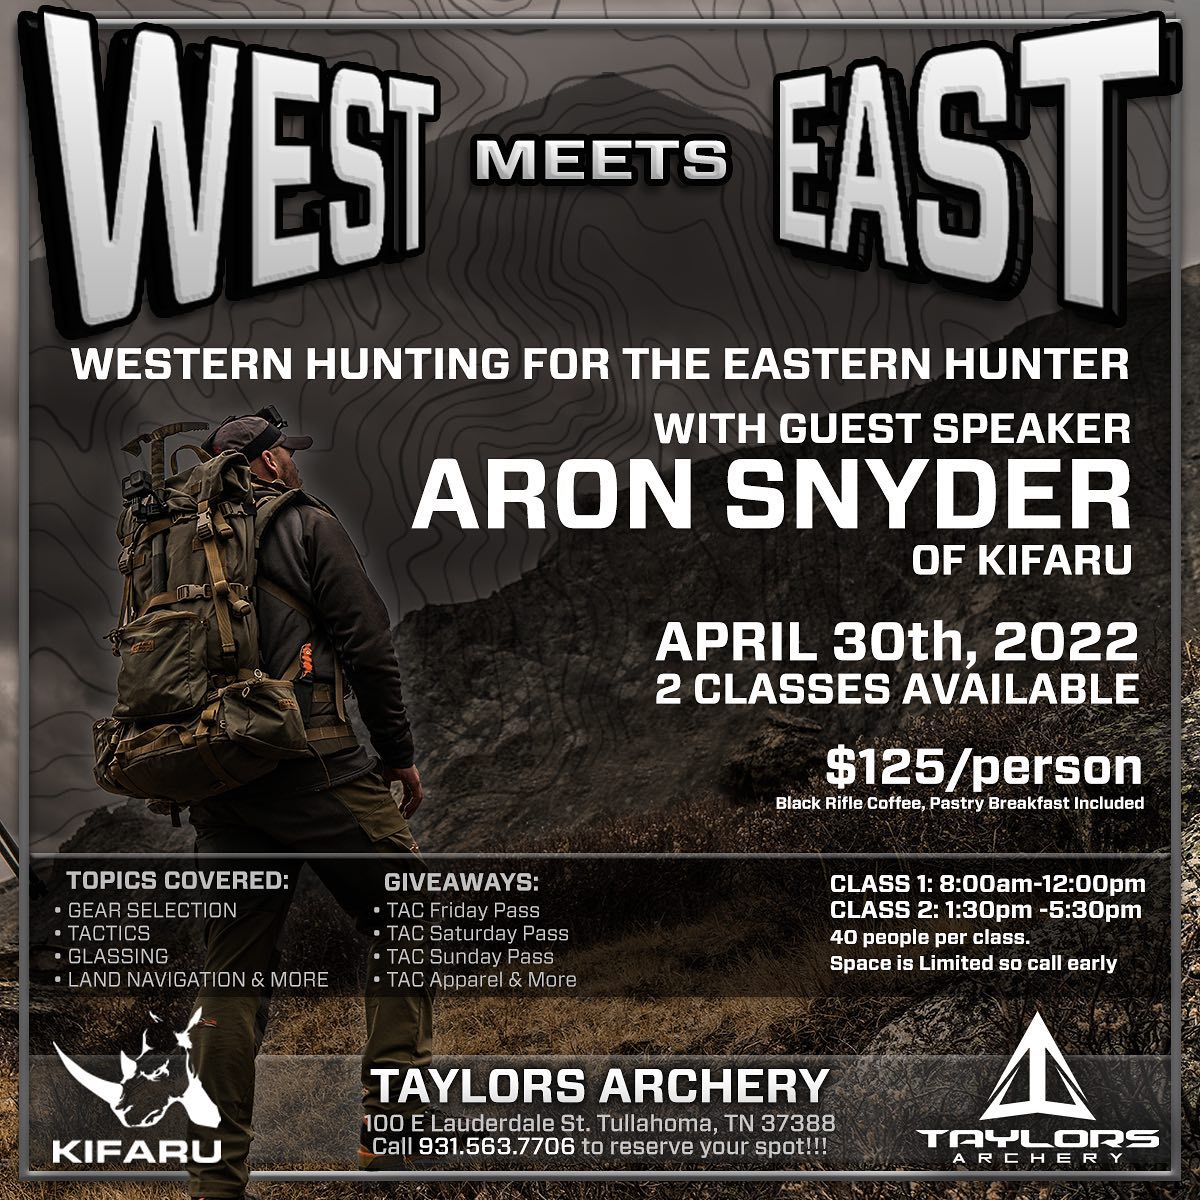 WEST MEETS EAST
WESTERN HUNTING FOR THE EASTERN HUNTER
WITH GUEST SPEAKER
ARON SNYDER
OF KIFARU
APRIL 30th, 2022
2 CLASSES AVAILABLE
$125/person
Black Rifle Coffee, Pastry Breakfast Included
TOPICS COVERED:
• GEAR SELECTION
• TACTICS
• GLASSING
• LAND NAVIGATION & MORE
GIVEAWAYS:
• TAC Friday Pass
• TAC Saturday Pass
• TAC Sunday Pass
• TAC Apparel & More
CLASS 1: 8:00am-12:00pm
CLASS 2: 1:30pm -5:30pm
40 people per class.
Space is Limited so call early
KIFARU
TAYLORS ARCHERY
100 E Lauderdale St. Tullahoma, TN 37388
Call 931.563.7706 to reserve your spot!!!
TAYLORS
ARCHERY